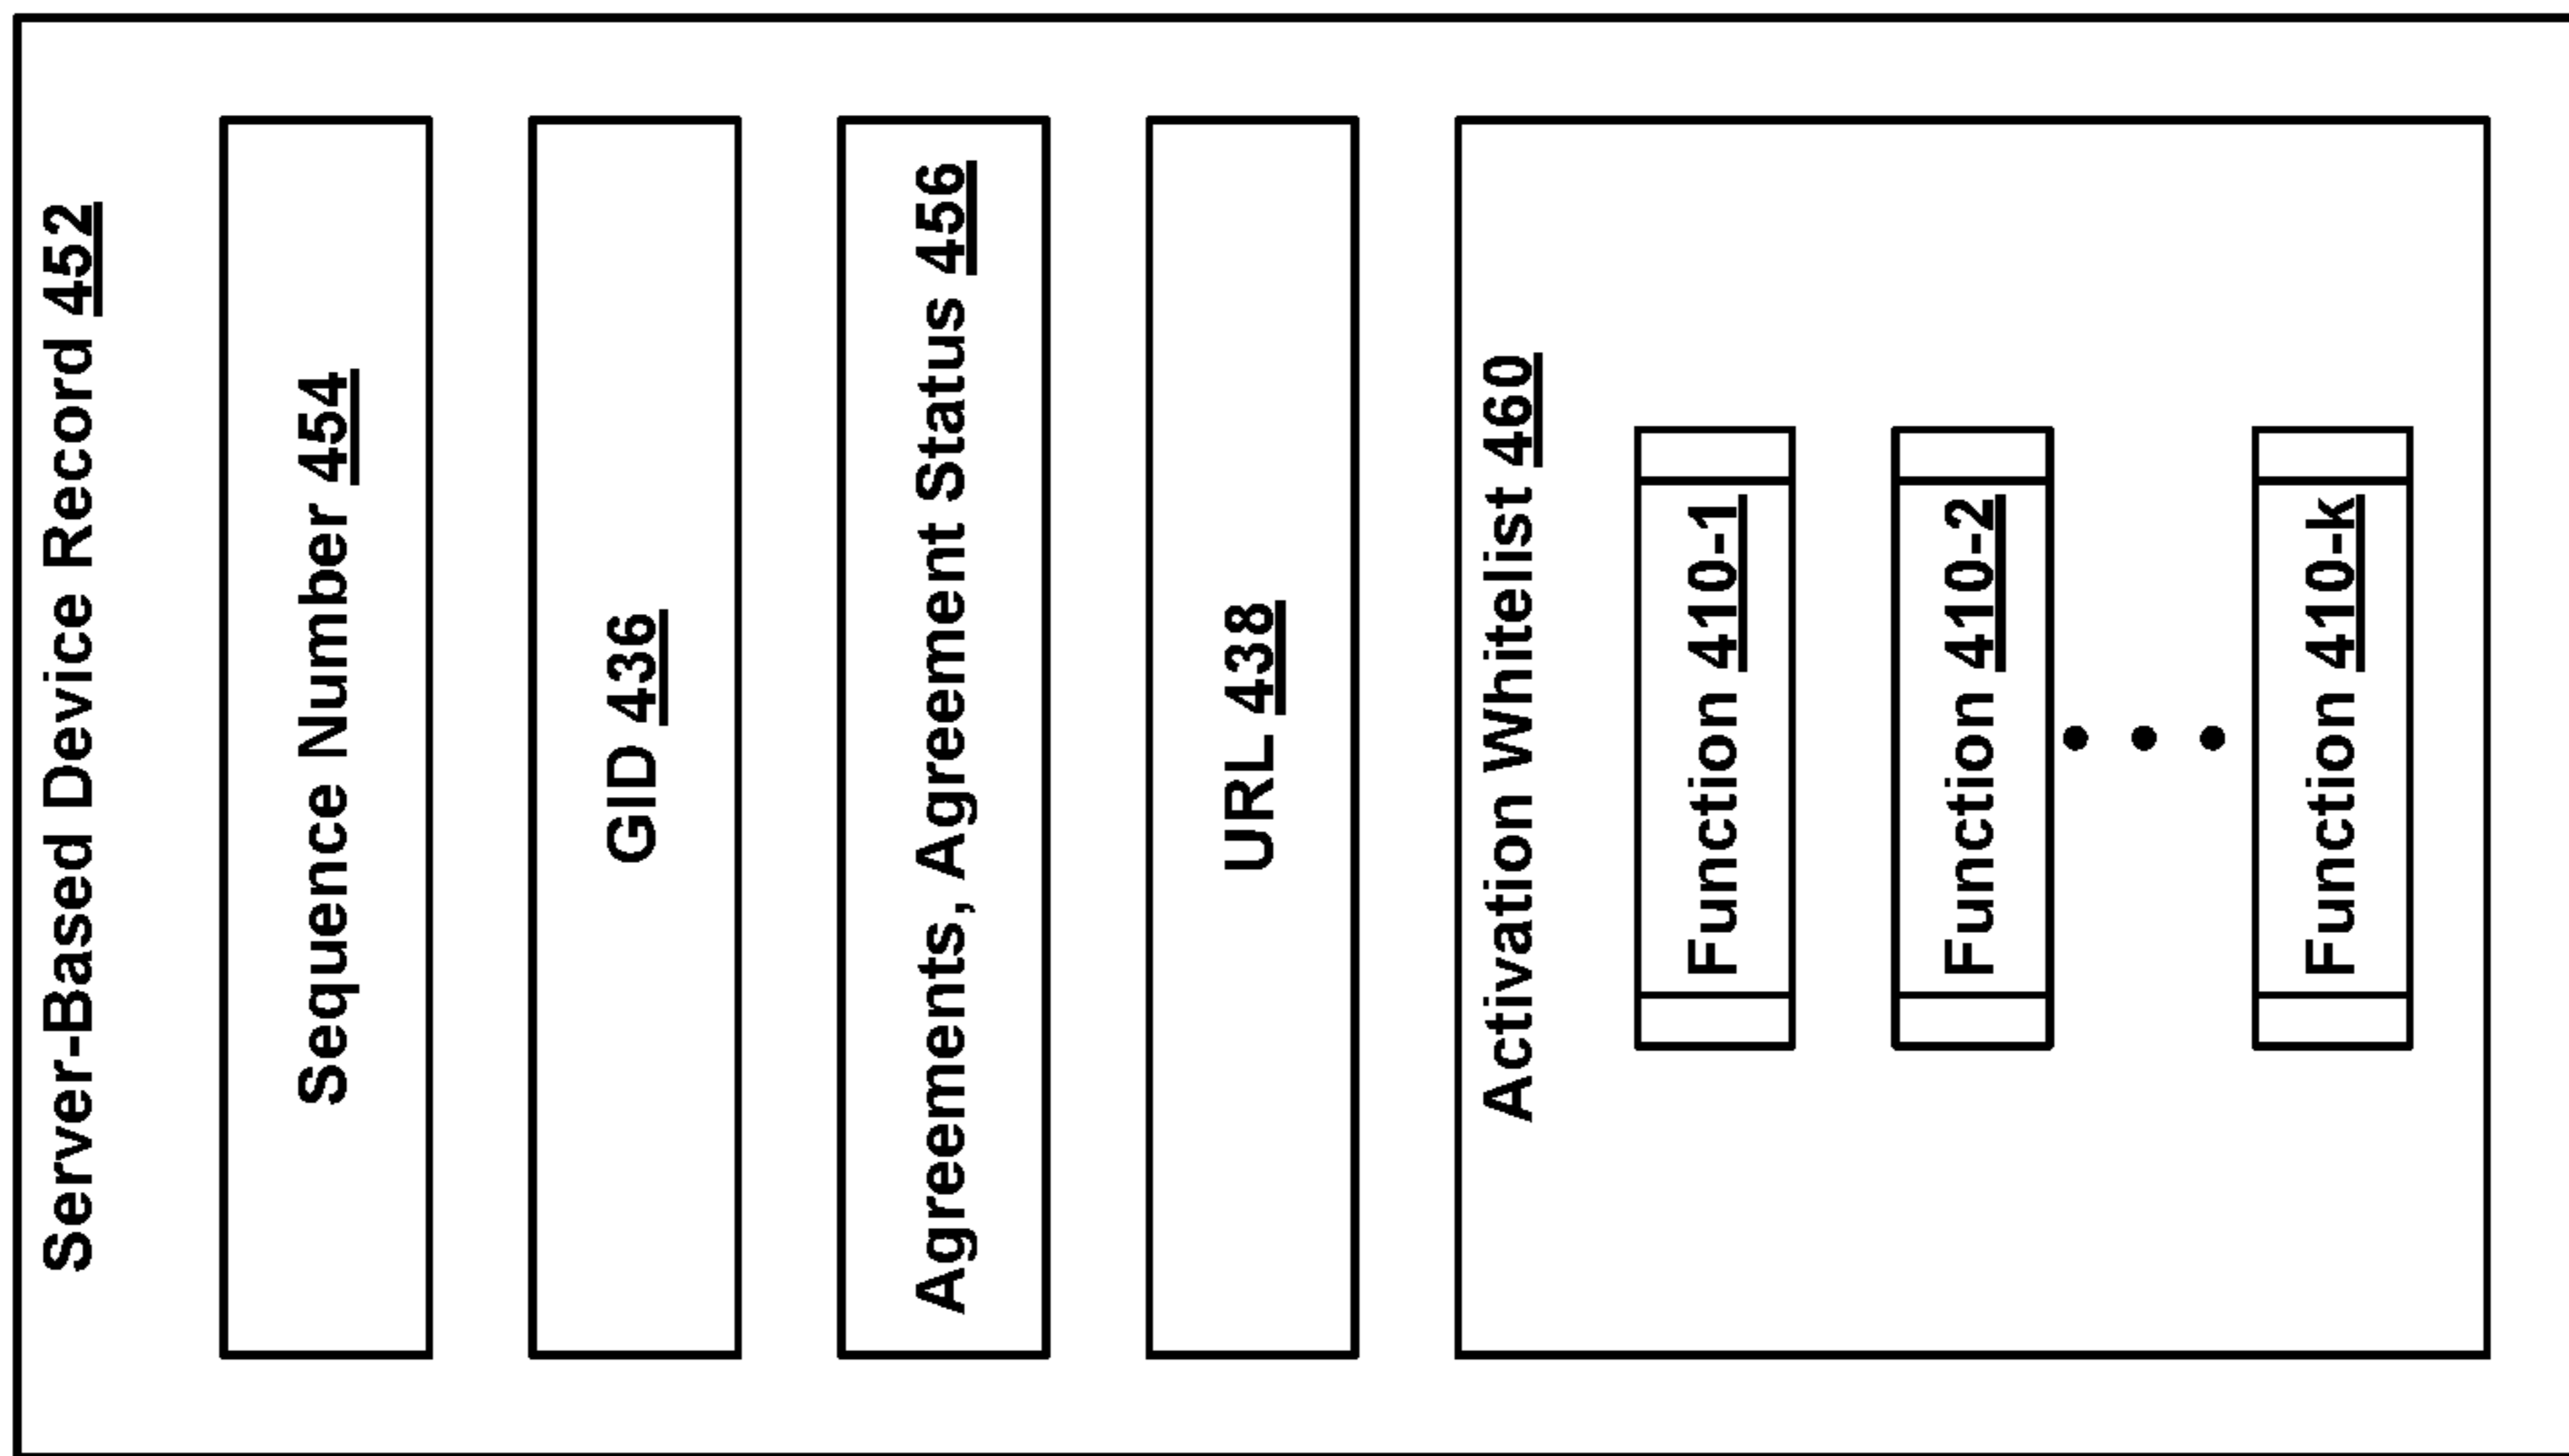 Server-Based Device Record 452
Sequence Number 454
GID 436
Agreements, Agreement Status 456
URL 438
Activation Whitelist 460
Function 410-1
Function 410-2
Function 410-k